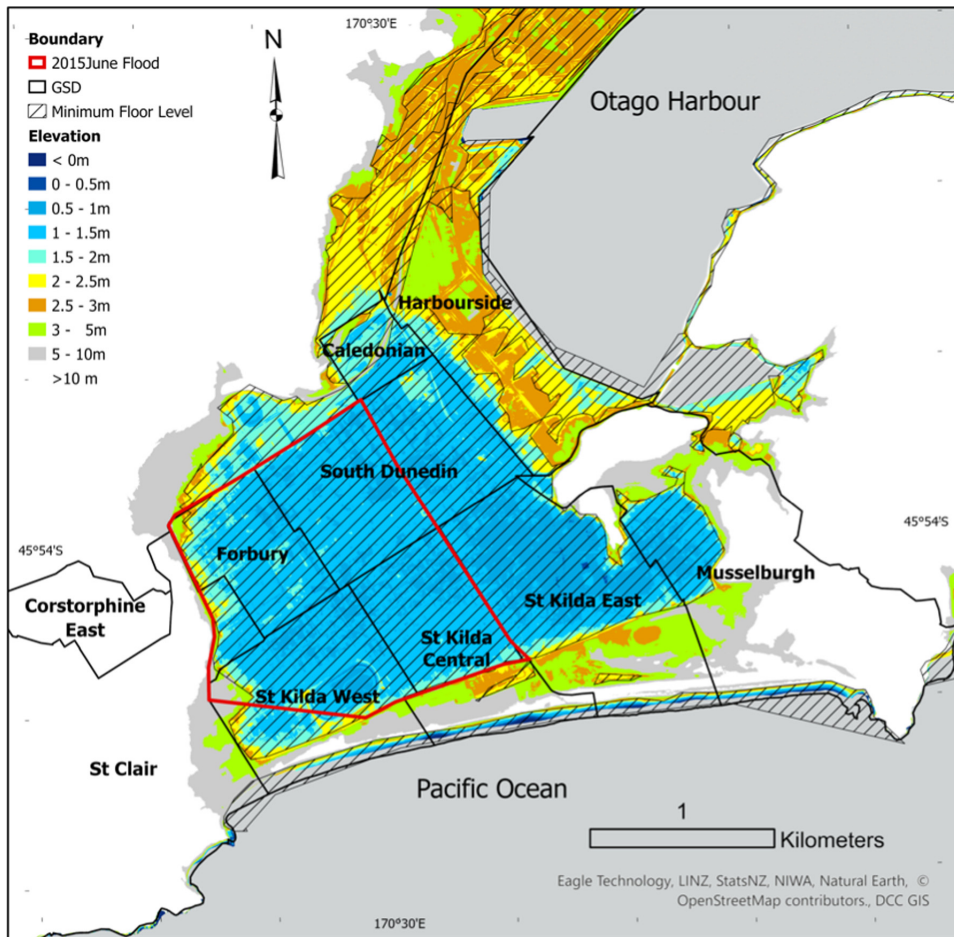 170°30'E
Boundary
2015June Flood
GSD
Minimum Floor Level
Elevation
< 0m
0 - 0.5m
0.5 - 1m
1 - 1.5m
1.5 - 2m
2 - 2.5m
2.5 - 3m
3 - 5m
5 - 10m
>10 m
N
Otago Harbour
Harbourside
Caledonian
South Dunedin
45°54'S
45°54'S
Forbury
Musselburgh
Corstorphine
East
St Kilda East
St Kilda
Central
St Kilda West
St Clair
Pacific Ocean
1
Kilometers
Eagle Technology, LINZ, StatsNZ, NIWA, Natural Earth, ©
OpenStreetMap contributors., DCC GIS
170°30'E